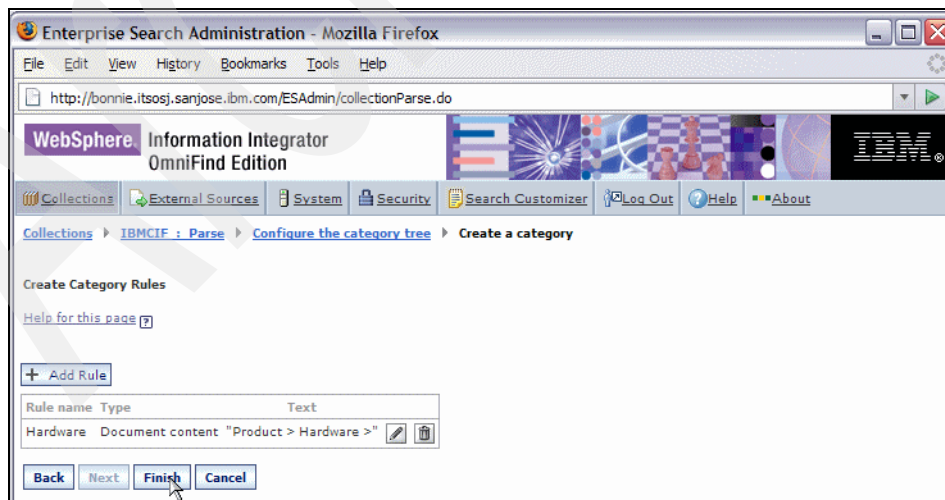 Enterprise Search Administration - Mozilla Firefox
File Edit View History Bookmarks Tools Help
http://bonnie.itsosj.sanjose.ibm.com/ESAdmin/collectionParse.do
WebSphere. Information Integrator
OmniFind Edition
IBM®
Collections External Sources System Security Search Customizer Log Out Help About
Collections IBMCIF : Parse Configure the category tree Create a category
Create Category Rules
Help for this page ?
+ Add Rule
Rule name Type Text
Hardware Document content "Product > Hardware >"
Back Next Finish Cancel